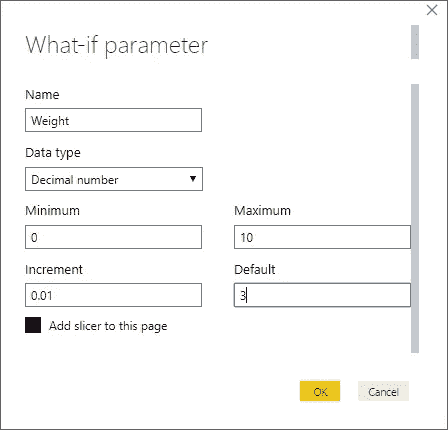 What-if parameter
Name
Weight
Data type
Decimal number
Minimum Maximum
0 10
Increment Default
0.01 3
Add slicer to this page
OK Cancel